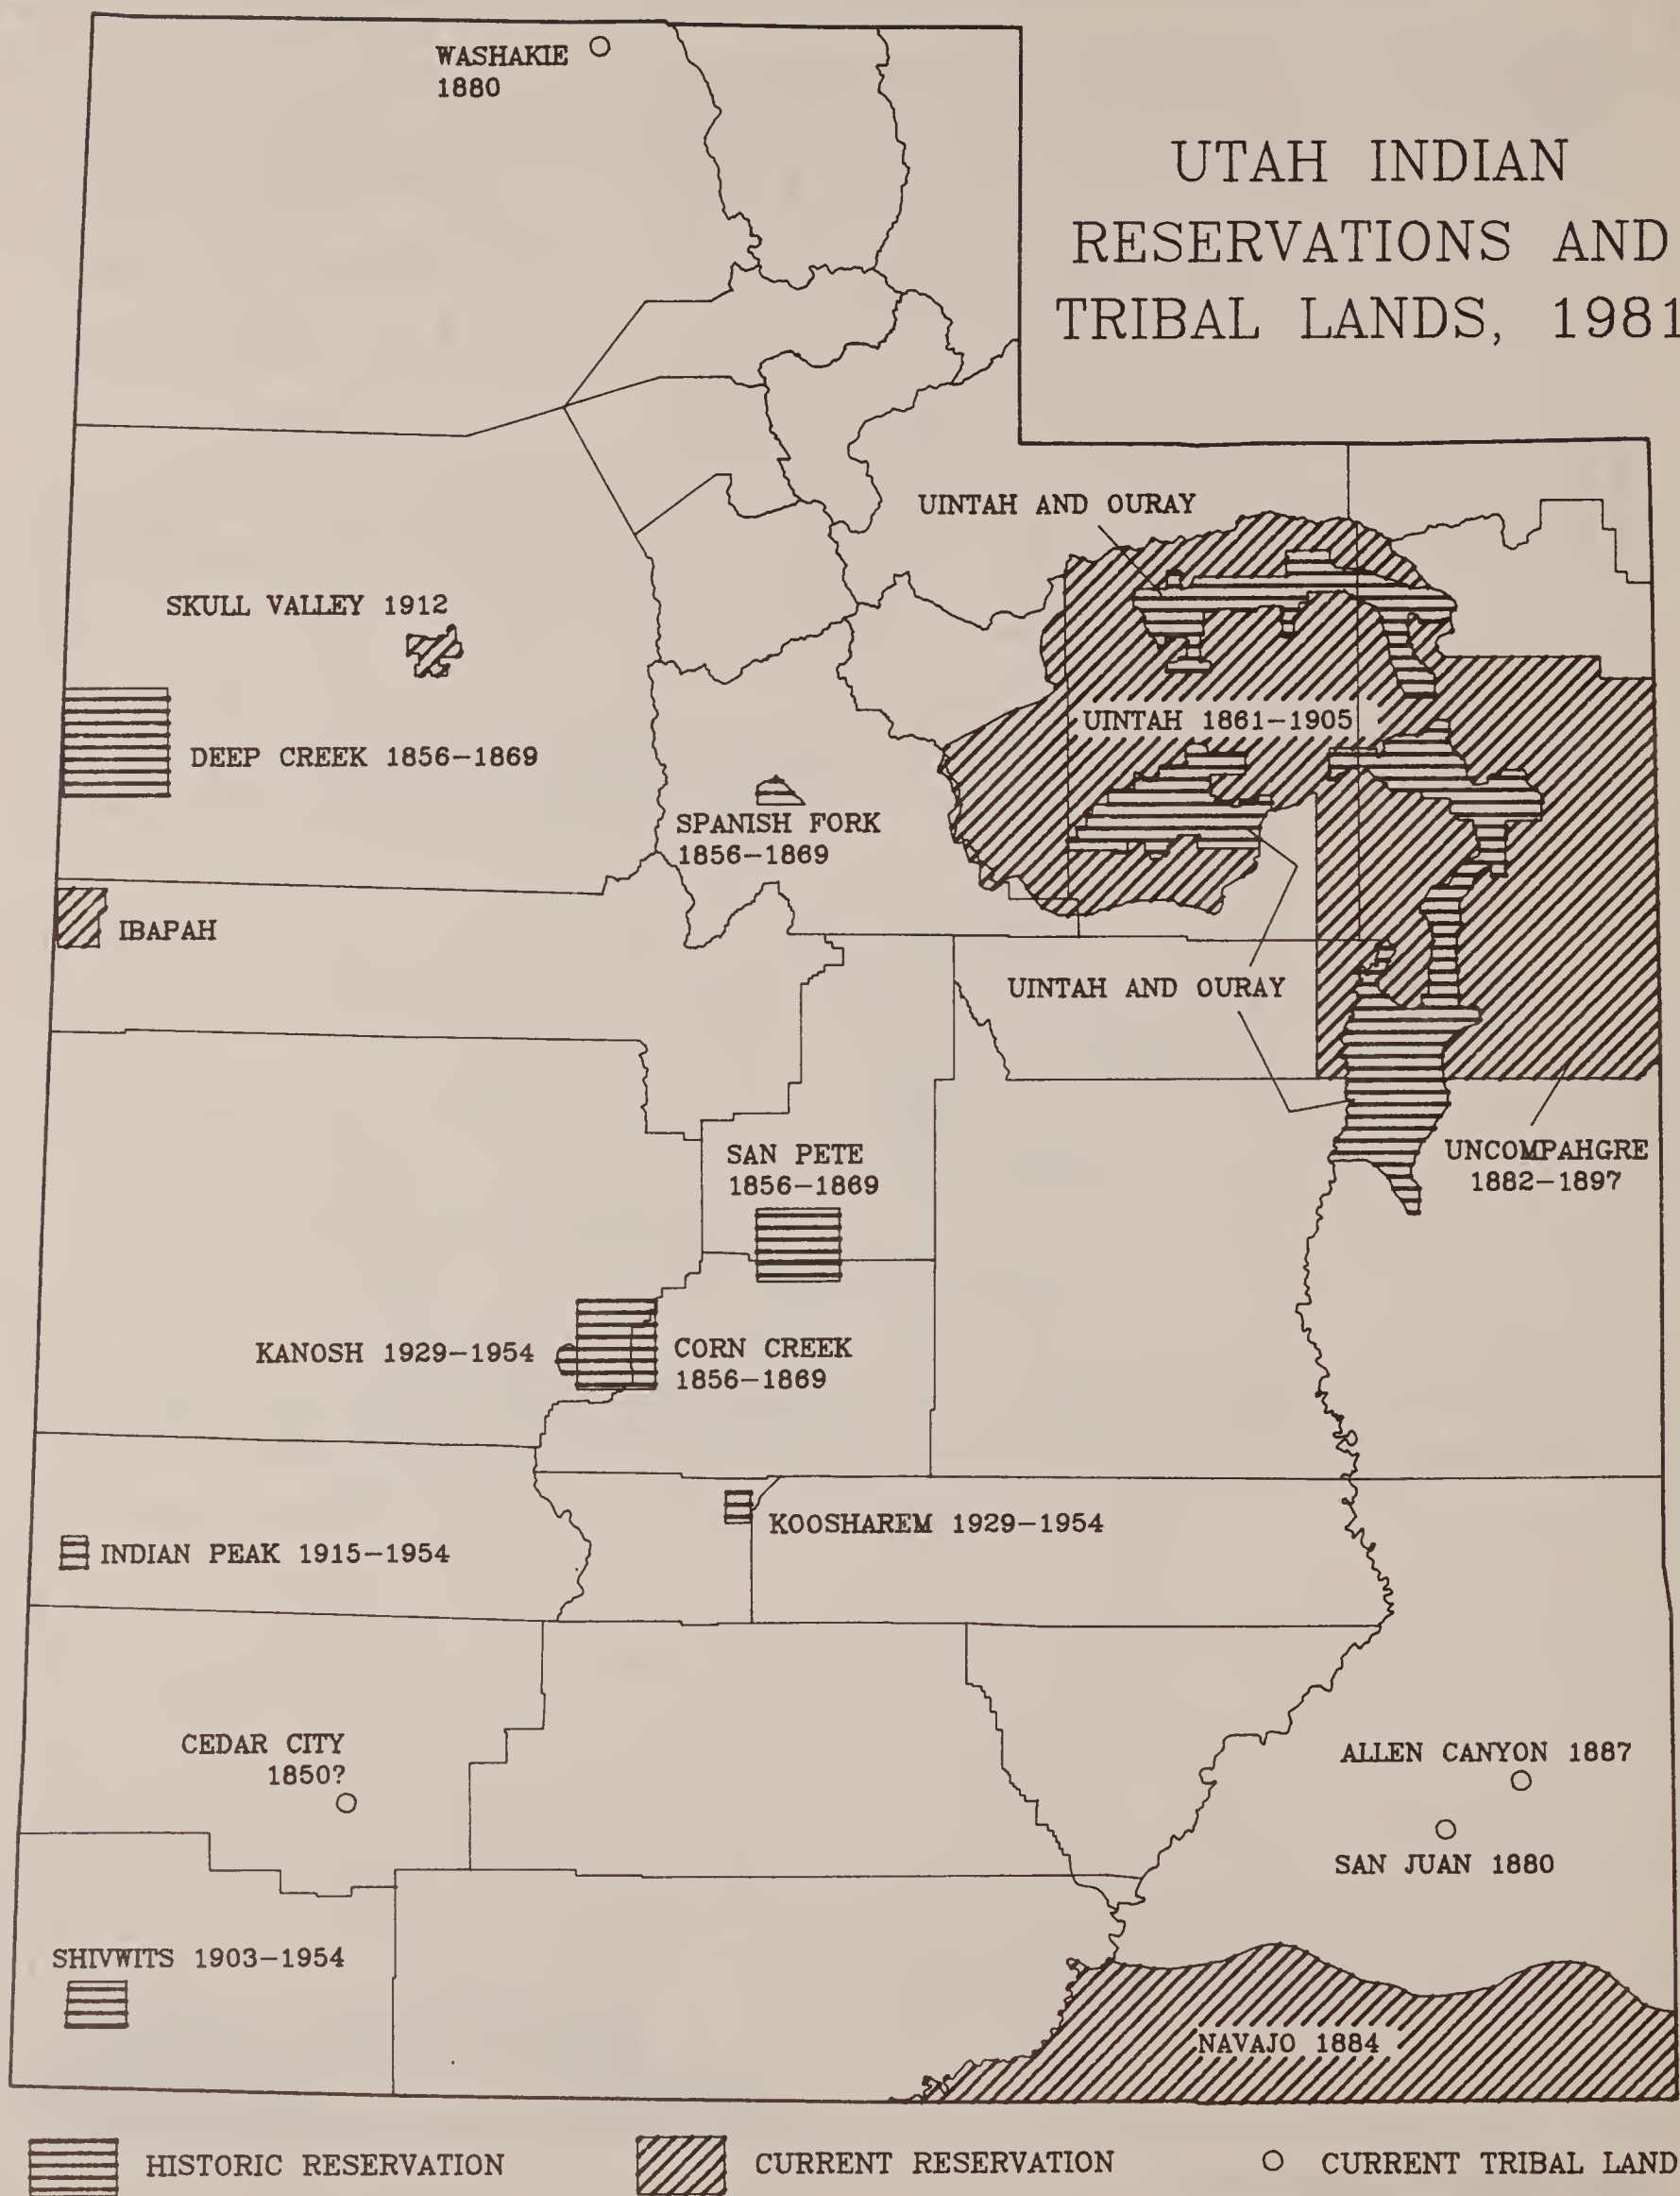 UTAH INDIAN
RESERVATIONS AND
TRIBAL LANDS, 1981
WASHAKIE
1880
UINTAH AND OURAY
SKULL VALLEY 1912
DEEP CREEK 1856-1869
UINTAH 1861-1905
SPANISH FORK
1856-1869
IBAPAH
UINTAH AND OURAY
SAN PETE
1856-1869
UNCOMPAHGRE
1882-1897
KANOSH 1929-1954
CORN CREEK
1856-1869
KOOSHAREM 1929-1954
INDIAN PEAK 1915-1954
CEDAR CITY
1850?
ALLEN CANYON 1887
SAN JUAN 1880
SHIVWITS 1903-1954
NAVAJO 1884
HISTORIC RESERVATION
CURRENT RESERVATION
CURRENT TRIBAL LAND